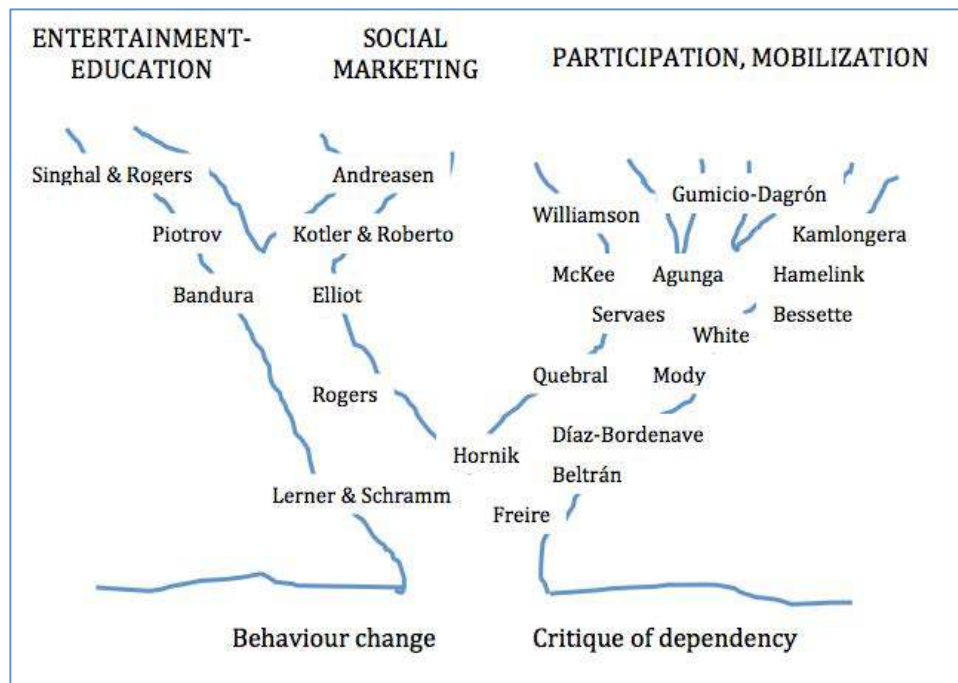 ENTERTAINMENT-
EDUCATION
SOCIAL
MARKETING
PARTICIPATION, MOBILIZATION
Singhal & Rogers
Andreasen
Gumicio-Dagrón
Williamson
Piotrov
Kotler & Roberto
Kamlongera
McKee
Agunga
Hamelink
Bandura
Elliot
Servaes
Bessette
White
Rogers
Quebral
Mody
Díaz-Bordenave
Hornik
Beltrán
Lerner & Schramm
Freire
Behaviour change
Critique of dependency